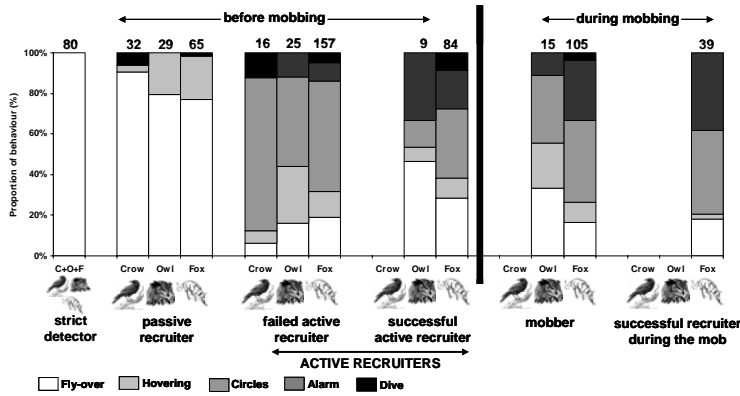 before mobbing
during mobbing
80 32 29 65 16 25 157 9 84 15 105 39
Proportion of behaviour (%)
100%
80%
60%
40%
20%
0%
C+O+F Crow Owl Fox Crow Owl Fox Crow Owl Fox Crow Owl Fox Crow Owl Fox
strict detector
passive recruiter
failed active recruiter
successful active recruiter
mobber
successful recruiter during the mob
ACTIVE RECRUITERS
Fly-over Hovering Circles Alarm Dive